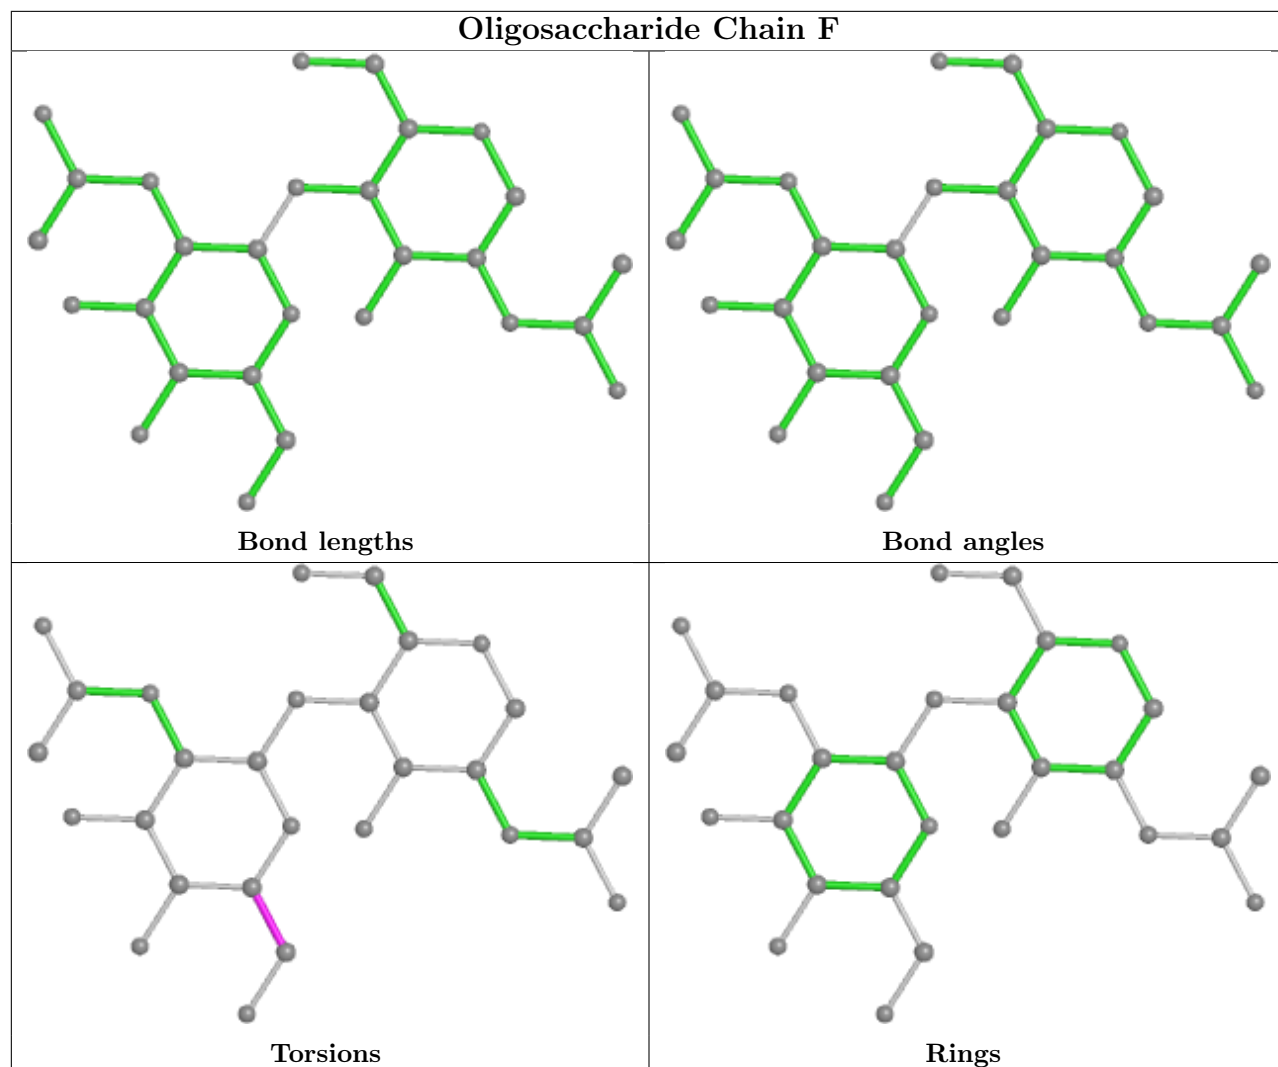 Oligosaccharide Chain F
Bond lengths
Bond angles
Torsions
Rings